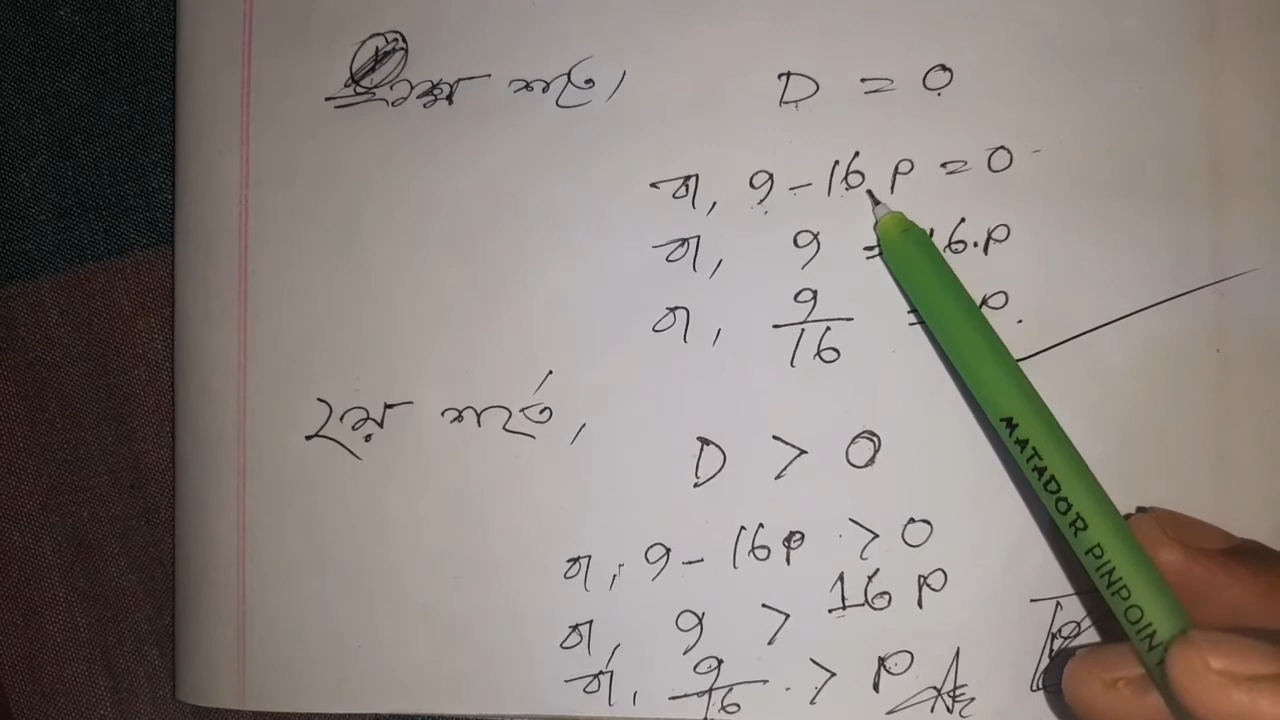 শর্তে, D = 0
বা, 9 - 16 p = 0
বা, 9 = 16.p
বা, 9/16 = p.
২য় শর্তে,
D > 0
বা, 9 - 16p > 0
বা, 9 > 16 p
বা, 9/16 > p
MATADOR PINPOINT